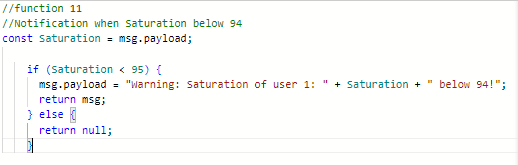 //function 11
//Notification when Saturation below 94
const Saturation = msg.payload;

    if (Saturation < 95) {
      msg.payload = "Warning: Saturation of user 1: " + Saturation + " below 94!";
      return msg;
    } else {
      return null;
    }